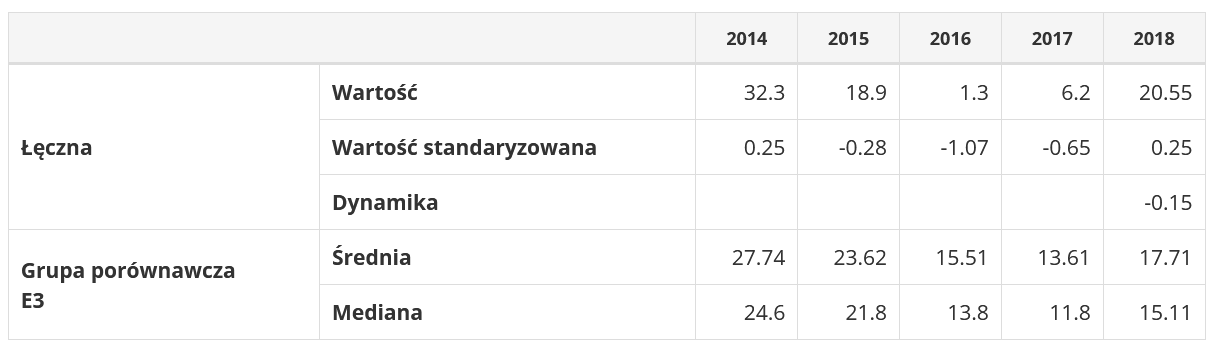 2014 2015 2016 2017 2018
Łęczna
Wartość 32.3 18.9 1.3 6.2 20.55
Wartość standaryzowana 0.25 -0.28 -1.07 -0.65 0.25
Dynamika -0.15
Grupa porównawcza
E3
Średnia 27.74 23.62 15.51 13.61 17.71
Mediana 24.6 21.8 13.8 11.8 15.11